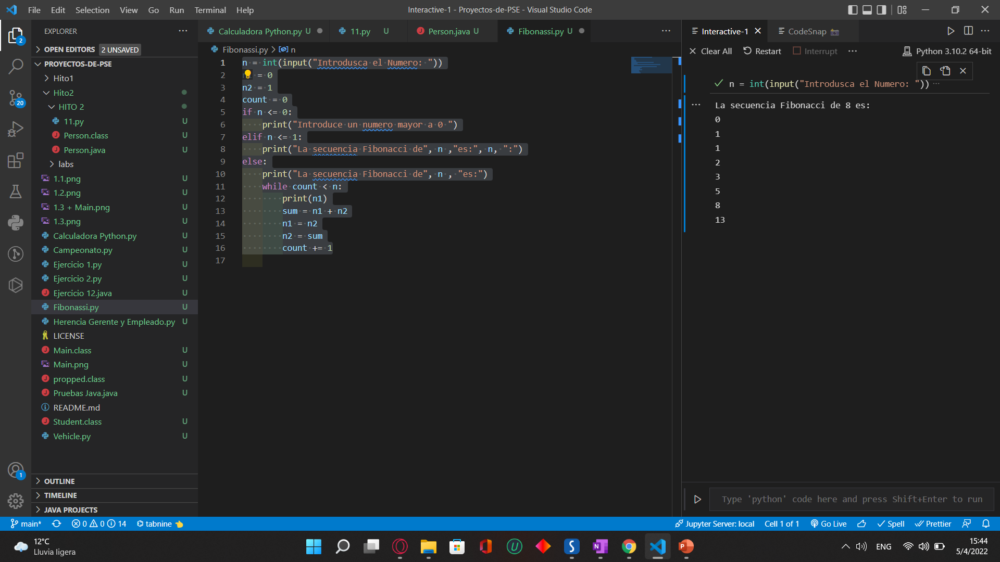 File Edit Selection View Go Run Terminal Help
Interactive-1 - Proyectos-de-PSE - Visual Studio Code
2
20
1
EXPLORER
OPEN EDITORS 2 UNSAVED
PROYECTOS-DE-PSE
Hito1
Hito2
HITO 2
11.py U
Person.class U
Person.java U
labs
1.1.png U
1.2.png U
1.3 + Main.png U
1.3.png U
Calculadora Python.py U
Campeonato.py U
Ejercicio 1.py U
Ejercicio 2.py U
Ejercicio 12.java U
Fibonassi.py U
Herencia Gerente y Empleado.py U
LICENSE
Main.class U
Main.png U
propped.class U
Pruebas Java.java U
README.md
Student.class U
Vehicle.py U
OUTLINE
TIMELINE
JAVA PROJECTS
Calculadora Python.py U 11.py U Person.java U Fibonassi.py U
Fibonassi.py > n
1 n = int(input("Introdusca el Numero: "))
2 = 0
3 n2 = 1
4 count = 0
5 if n <= 0:
6 print("Introduce un numero mayor a 0 ")
7 elif n <= 1:
8 print("La secuencia Fibonacci de", n ,"es:", n, ":")
9 else:
10 print("La secuencia Fibonacci de", n , "es:")
11 while count < n:
12 print(n1)
13 sum = n1 + n2
14 n1 = n2
15 n2 = sum
16 count += 1
17
Interactive-1 CodeSnap
Clear All Restart Interrupt Python 3.10.2 64-bit
n = int(input("Introdusca el Numero: "))
La secuencia Fibonacci de 8 es:
0
1
1
2
3
5
8
13
Type 'python' code here and press Shift+Enter to run
main* 0 0 14 tabnine Jupyter Server: local Cell 1 of 1 Go Live Spell Prettier
12°C
Lluvia ligera
ENG
15:44
5/4/2022